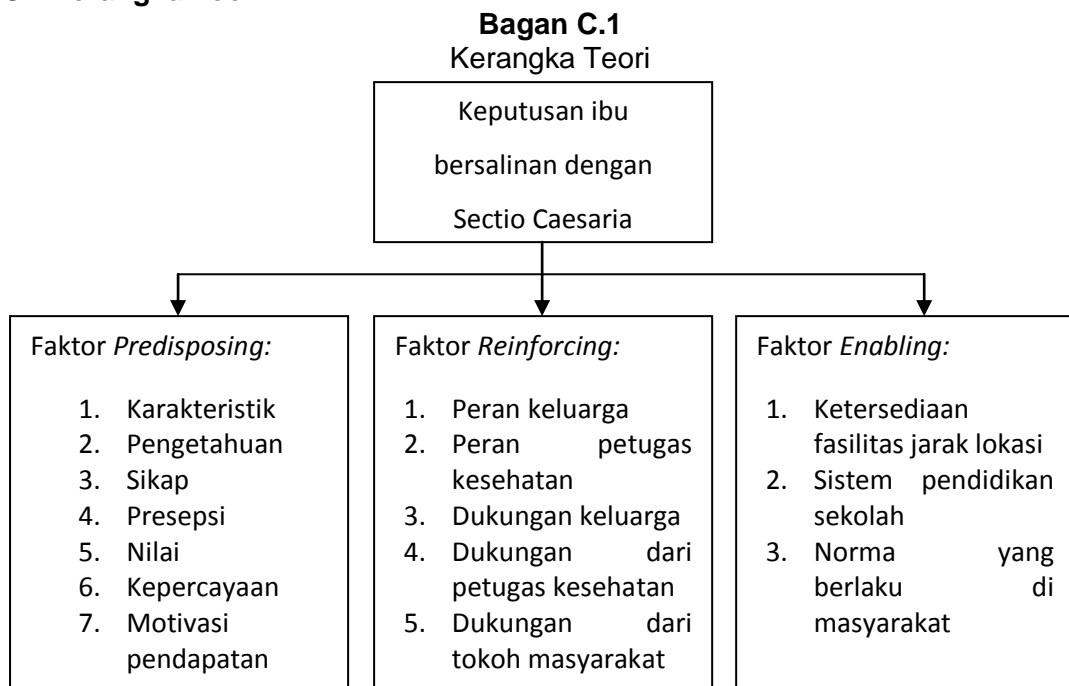 Bagan C.1
Kerangka Teori
Keputusan ibu
bersalinan dengan
Sectio Caesaria
Faktor Predisposing:
1. Karakteristik
2. Pengetahuan
3. Sikap
4. Presepsi
5. Nilai
6. Kepercayaan
7. Motivasi
pendapatan
Faktor Reinforcing:
1. Peran keluarga
2. Peran petugas
kesehatan
3. Dukungan keluarga
4. Dukungan dari
petugas kesehatan
5. Dukungan dari
tokoh masyarakat
Faktor Enabling:
1. Ketersediaan
fasilitas jarak lokasi
2. Sistem pendidikan
sekolah
3. Norma yang
berlaku di
masyarakat